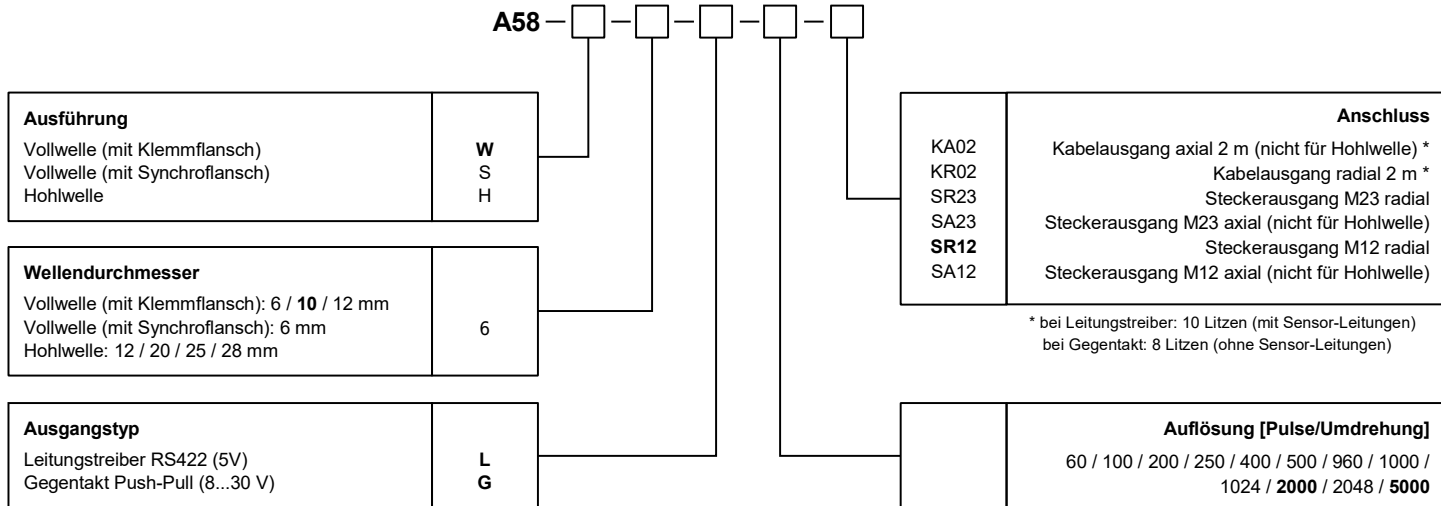 A58 – – – – –
Ausführung
Vollwelle (mit Klemmflansch) W
Vollwelle (mit Synchroflansch) S
Hohlwelle H
Wellendurchmesser
Vollwelle (mit Klemmflansch): 6 / 10 / 12 mm
Vollwelle (mit Synchroflansch): 6 mm 6
Hohlwelle: 12 / 20 / 25 / 28 mm
Ausgangstyp
Leitungstreiber RS422 (5V) L
Gegentakt Push-Pull (8...30 V) G
Anschluss
KA02 Kabelausgang axial 2 m (nicht für Hohlwelle) *
KR02 Kabelausgang radial 2 m *
SR23 Steckerausgang M23 radial
SA23 Steckerausgang M23 axial (nicht für Hohlwelle)
SR12 Steckerausgang M12 radial
SA12 Steckerausgang M12 axial (nicht für Hohlwelle)
* bei Leitungstreiber: 10 Litzen (mit Sensor-Leitungen)
bei Gegentakt: 8 Litzen (ohne Sensor-Leitungen)
Auflösung [Pulse/Umdrehung]
60 / 100 / 200 / 250 / 400 / 500 / 960 / 1000 /
1024 / 2000 / 2048 / 5000